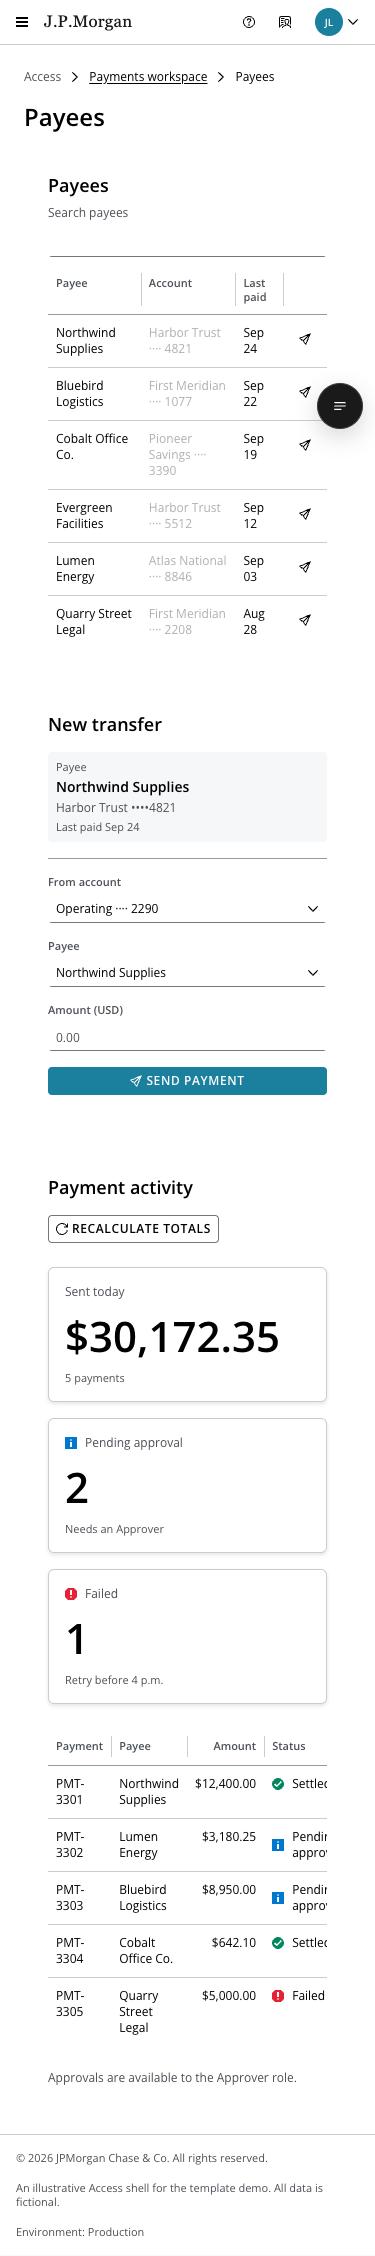 J.P.Morgan
JL
Access
Payments workspace
Payees
Payees
Payees
Search payees
Payee
Account
Last
paid
Northwind
Supplies
Harbor Trust
···· 4821
Sep
24
Bluebird
Logistics
First Meridian
···· 1077
Sep
22
Cobalt Office
Co.
Pioneer
Savings ····
3390
Sep
19
Evergreen
Facilities
Harbor Trust
···· 5512
Sep
12
Lumen
Energy
Atlas National
···· 8846
Sep
03
Quarry Street
Legal
First Meridian
···· 2208
Aug
28
New transfer
Payee
Northwind Supplies
Harbor Trust ••••4821
Last paid Sep 24
From account
Operating ···· 2290
Payee
Northwind Supplies
Amount (USD)
0.00
SEND PAYMENT
Payment activity
RECALCULATE TOTALS
Sent today
$30,172.35
5 payments
Pending approval
2
Needs an Approver
Failed
1
Retry before 4 p.m.
Payment
Payee
Amount
Status
PMT-
3301
Northwind
Supplies
$12,400.00
Settled
PMT-
3302
Lumen
Energy
$3,180.25
Pendin
approv
PMT-
3303
Bluebird
Logistics
$8,950.00
Pendin
approv
PMT-
3304
Cobalt
Office Co.
$642.10
Settled
PMT-
3305
Quarry
Street
Legal
$5,000.00
Failed
Approvals are available to the Approver role.
© 2026 JPMorgan Chase & Co. All rights reserved.
An illustrative Access shell for the template demo. All data is
fictional.
Environment: Production